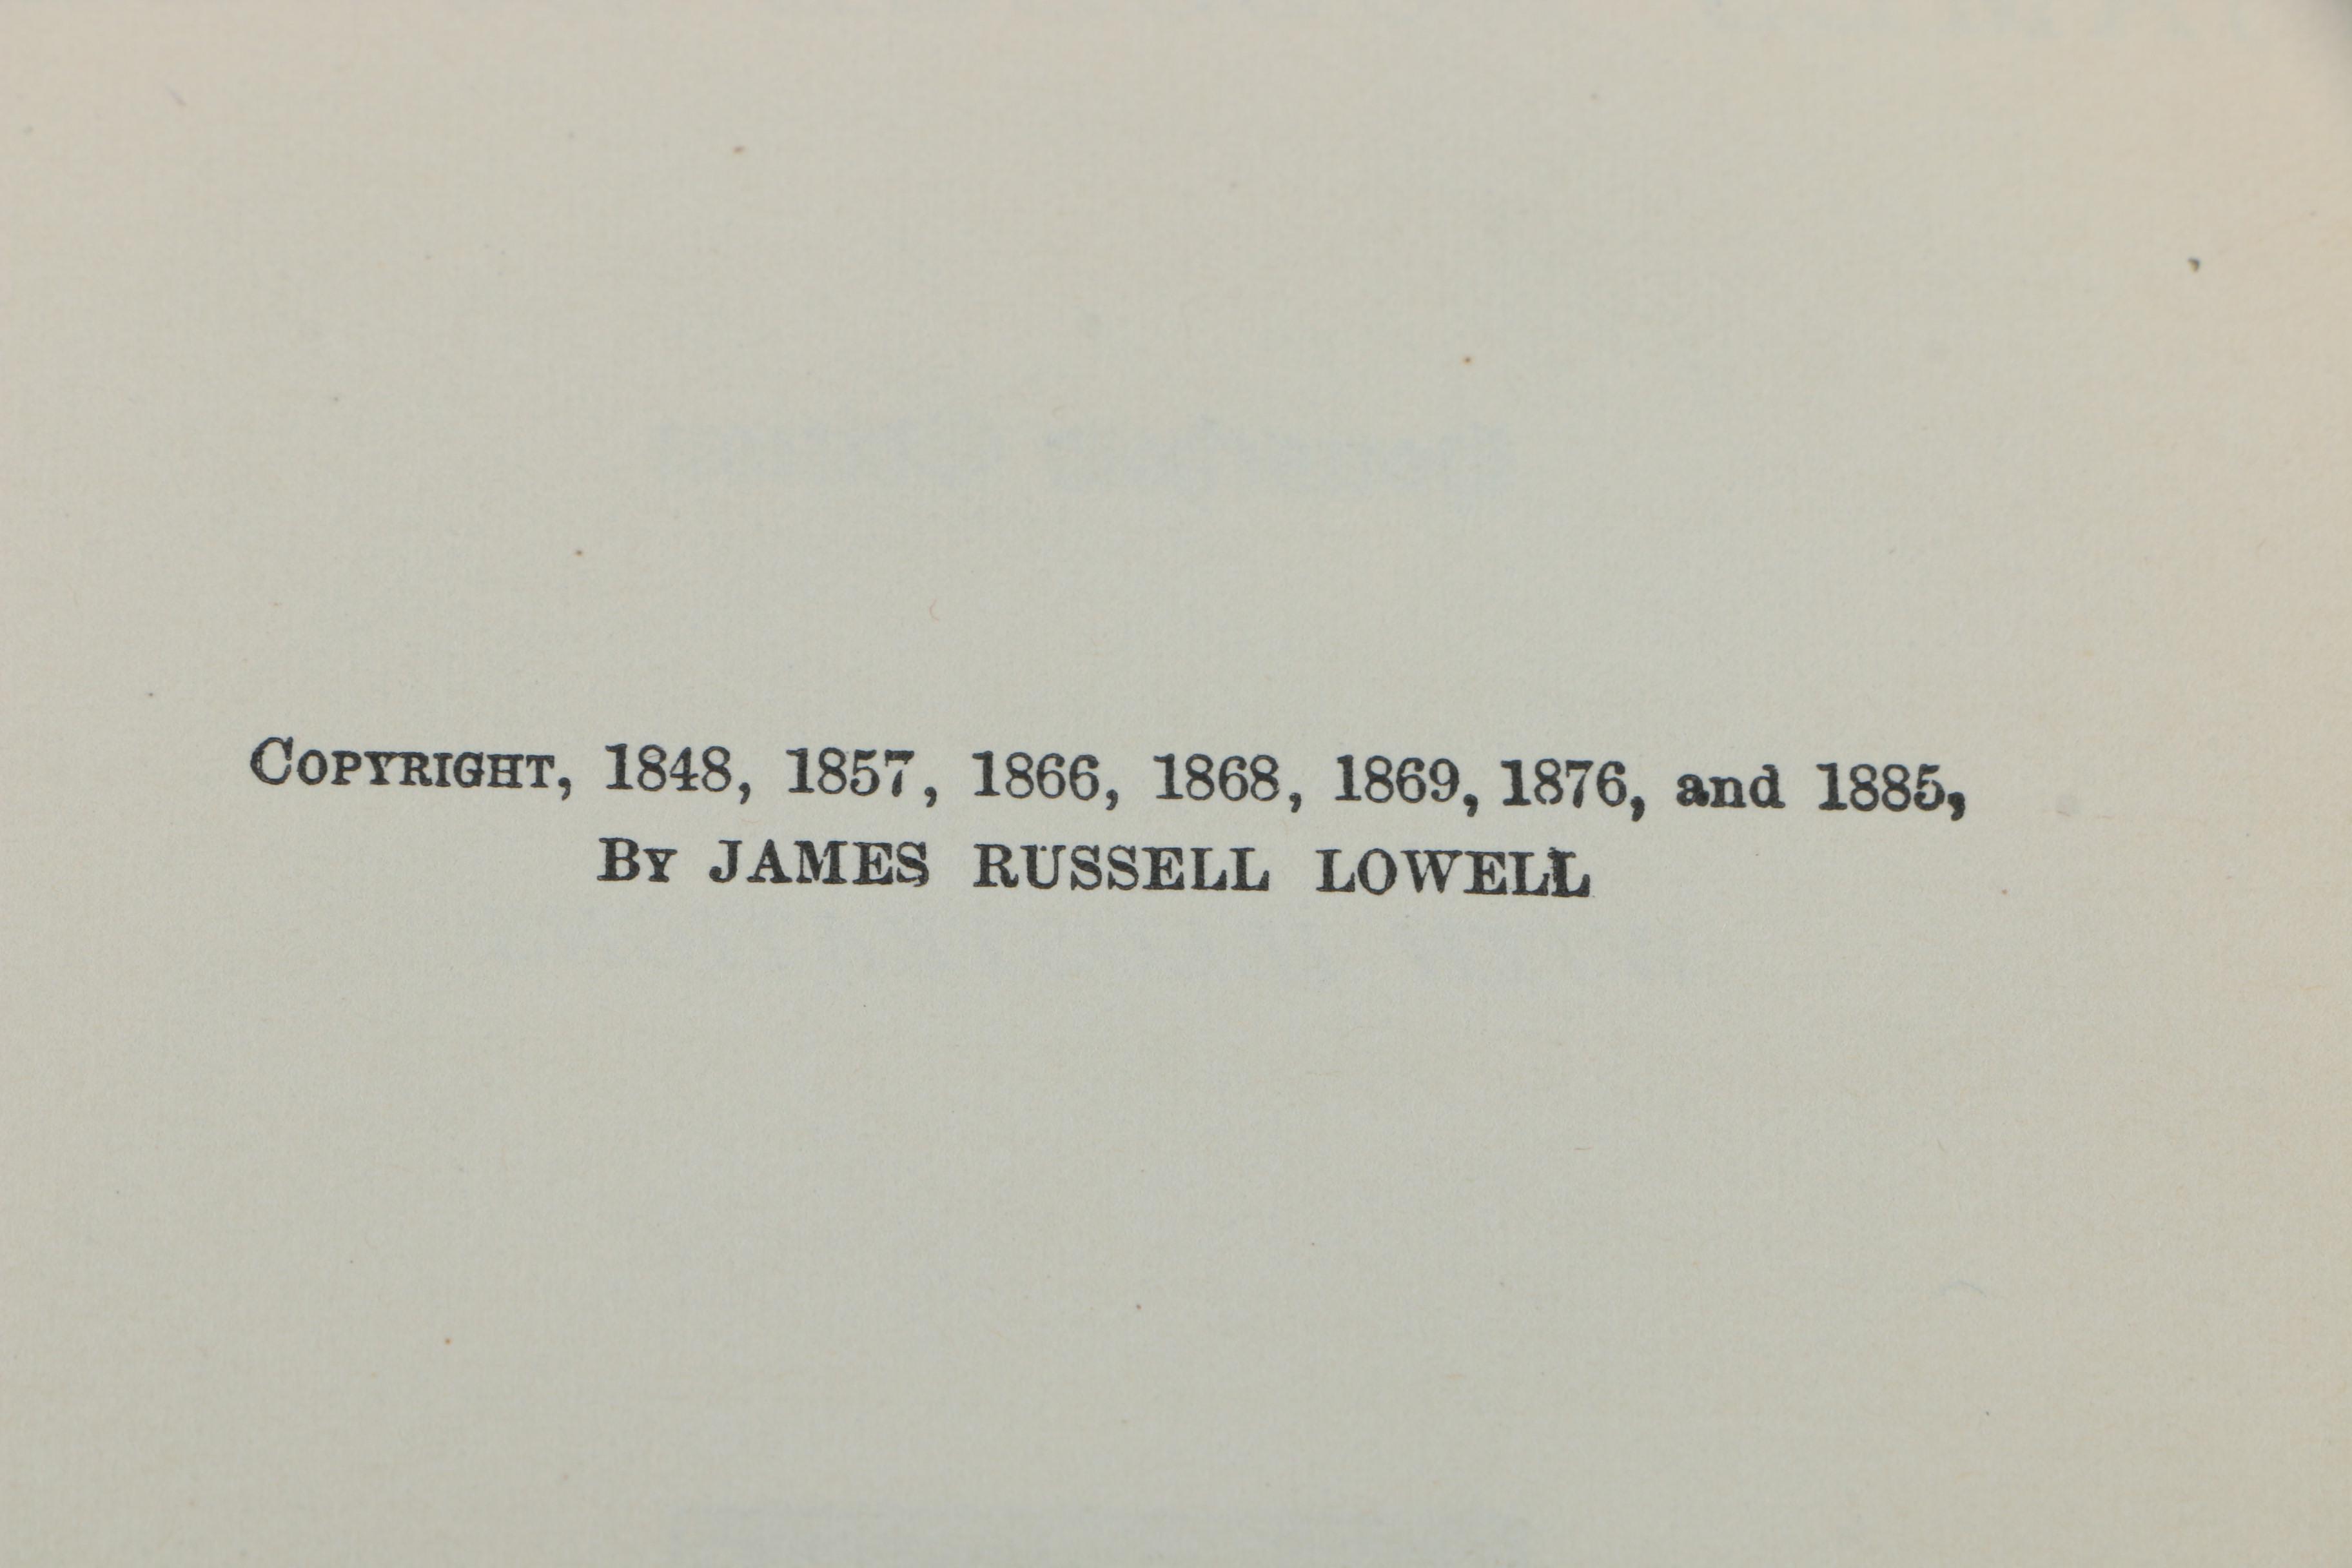 COPYRIGHT, 1848, 1857, 1866, 1868, 1869, 1876, and 1885,
BY JAMES RUSSELL LOWELL